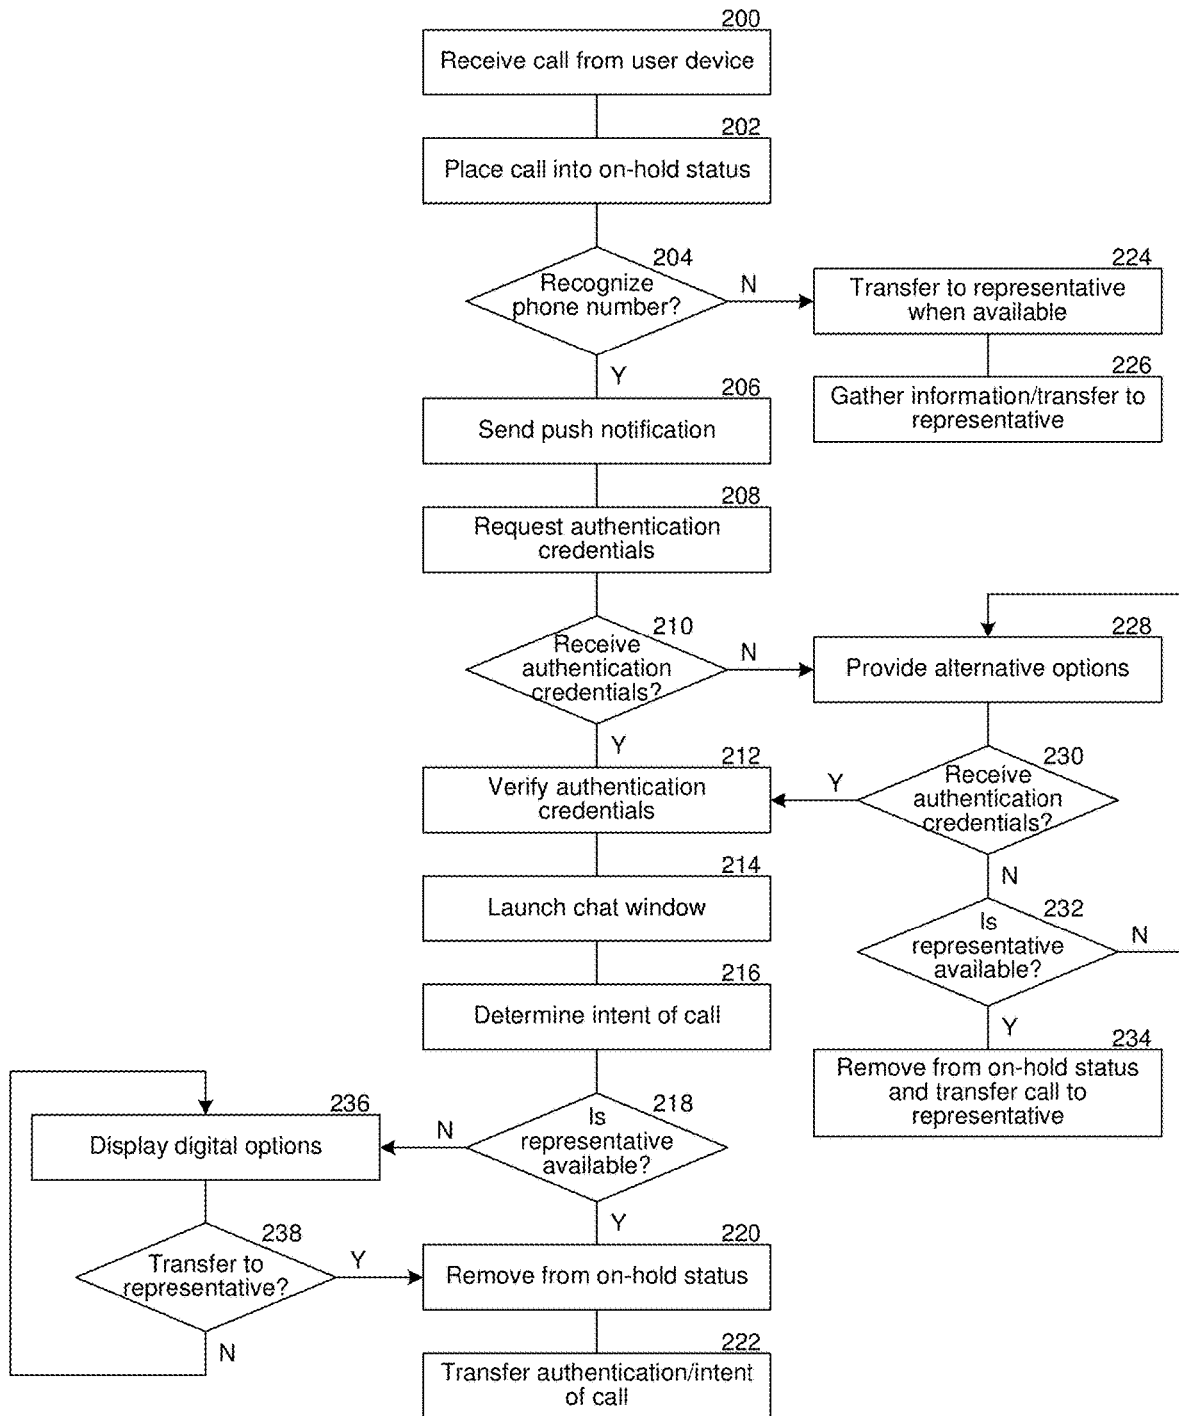 200
Receive call from user device
202
Place call into on-hold status
204
Recognize
phone number?
N
Y
224
Transfer to representative
when available
226
Gather information/transfer to
representative
206
Send push notification
208
Request authentication
credentials
210
Receive
authentication
credentials?
N
Y
228
Provide alternative options
230
Receive
authentication
credentials?
Y
N
212
Verify authentication
credentials
214
Launch chat window
232
Is
representative
available?
N
Y
216
Determine intent of call
234
Remove from on-hold status
and transfer call to
representative
218
Is
representative
available?
N
Y
236
Display digital options
238
Transfer to
representative?
Y
N
220
Remove from on-hold status
222
Transfer authentication/intent
of call